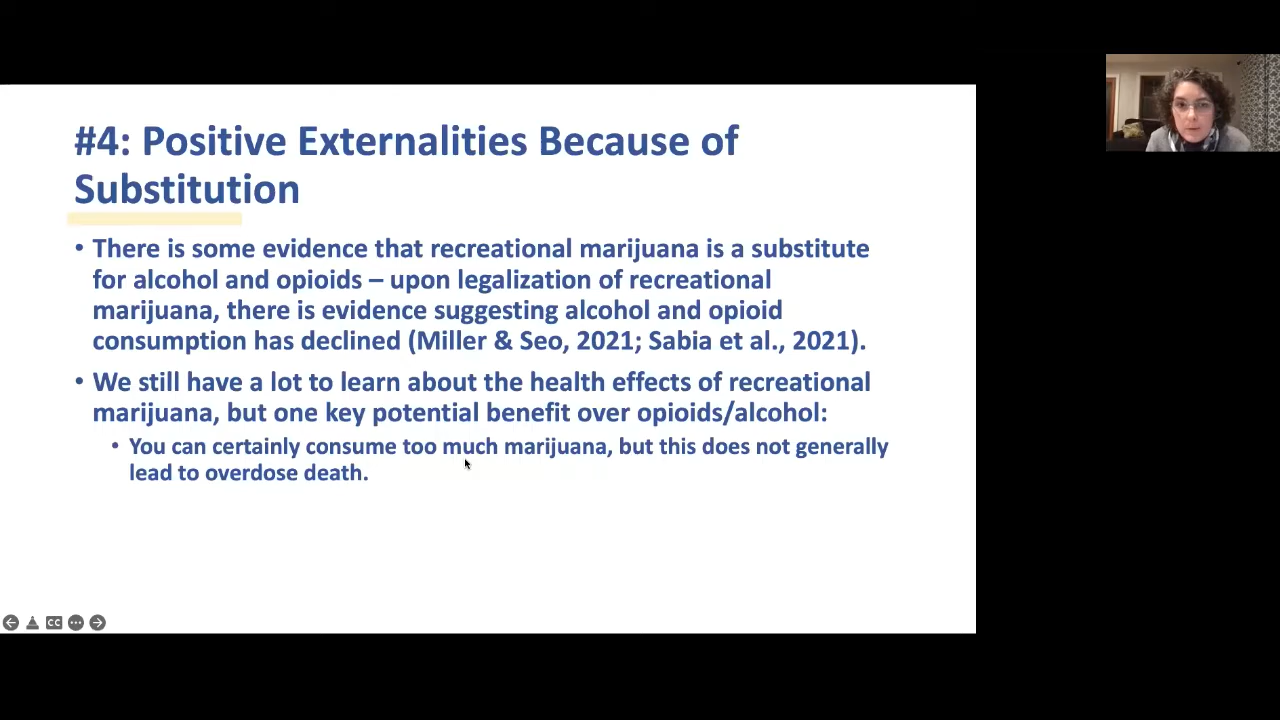 #4: Positive Externalities Because of
Substitution
• There is some evidence that recreational marijuana is a substitute
for alcohol and opioids – upon legalization of recreational
marijuana, there is evidence suggesting alcohol and opioid
consumption has declined (Miller & Seo, 2021; Sabia et al., 2021).
• We still have a lot to learn about the health effects of recreational
marijuana, but one key potential benefit over opioids/alcohol:
• You can certainly consume too much marijuana, but this does not generally
lead to overdose death.
CC